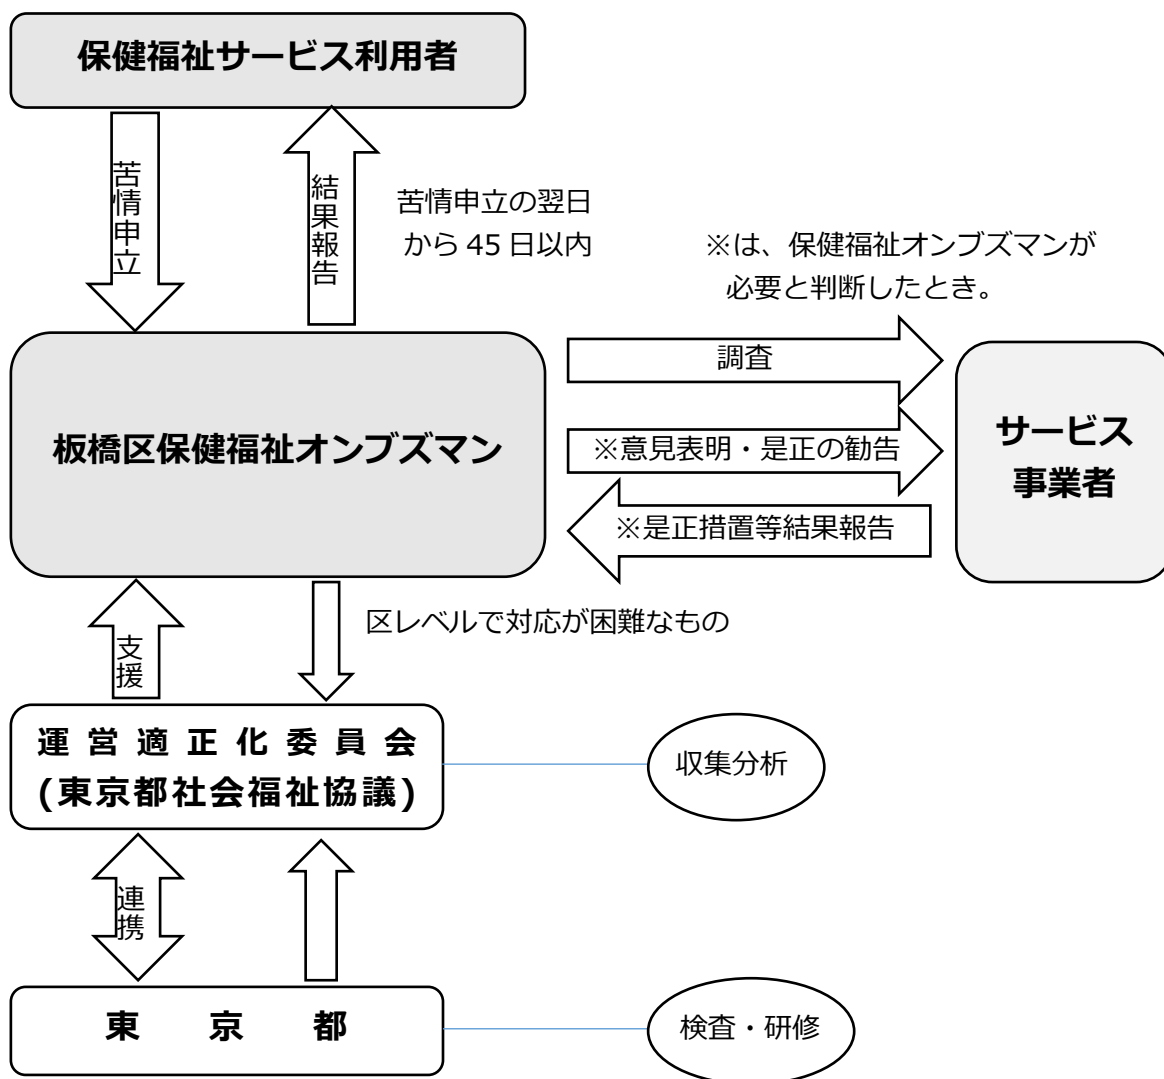 保健福祉サービス利用者
苦情申立
結果報告
苦情申立の翌日
から 45 日以内
※は、保健福祉オンブズマンが
必要と判断したとき。
調査
板橋区保健福祉オンブズマン
※意見表明・是正の勧告
サービス
事業者
※是正措置等結果報告
支援
区レベルで対応が困難なもの
運 営 適 正 化 委 員 会
(東京都社会福祉協議)
収集分析
連携
東 京 都
検査・研修